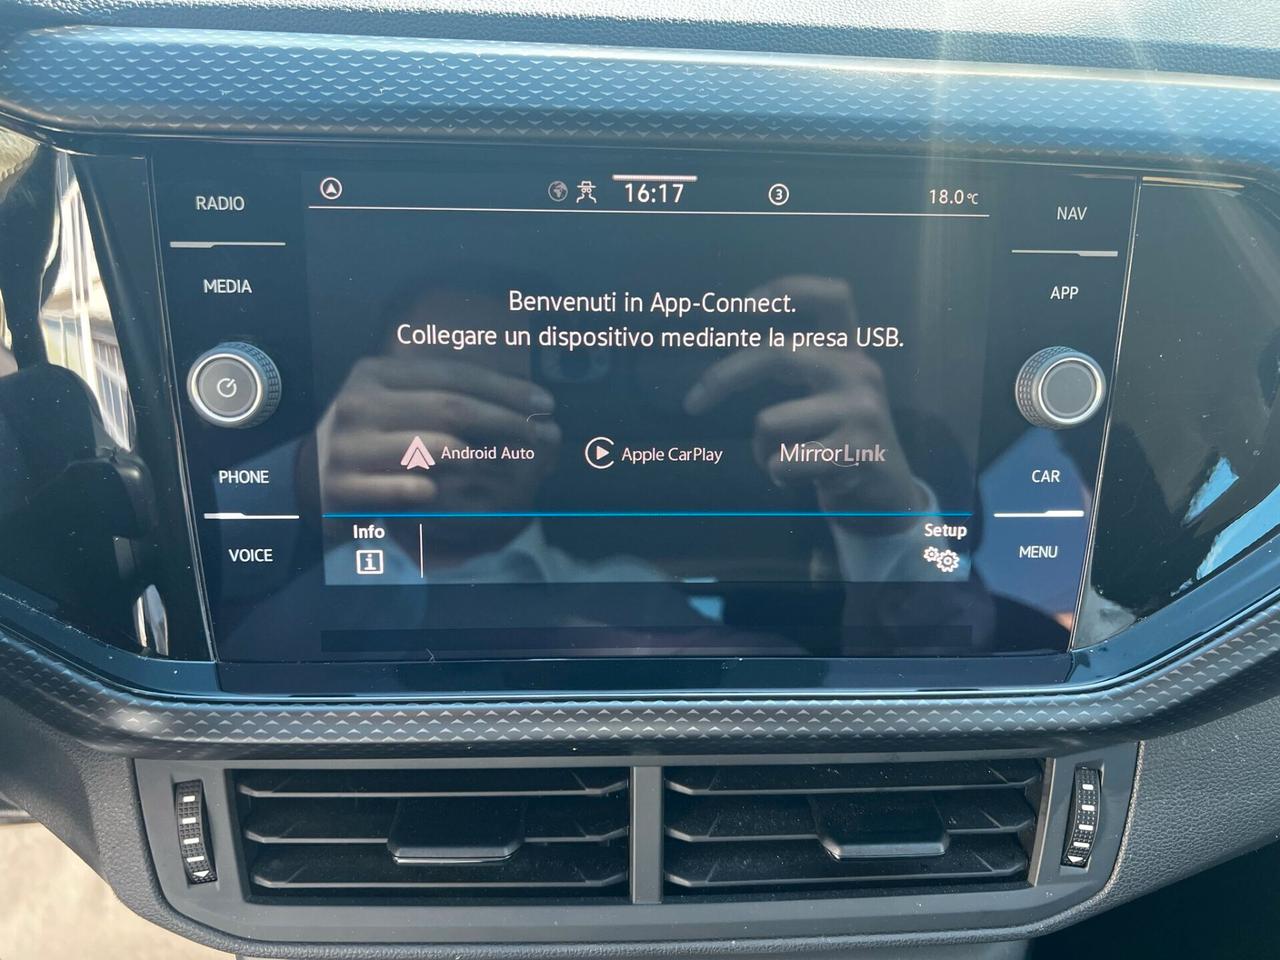 RADIO
MEDIA
PHONE
VOICE
16:17
3
18.0°C
Benvenuti in App-Connect.
Collegare un dispositivo mediante la presa USB.
Android Auto
Apple CarPlay
MirrorLink
Info
i
Setup
NAV
APP
CAR
MENU